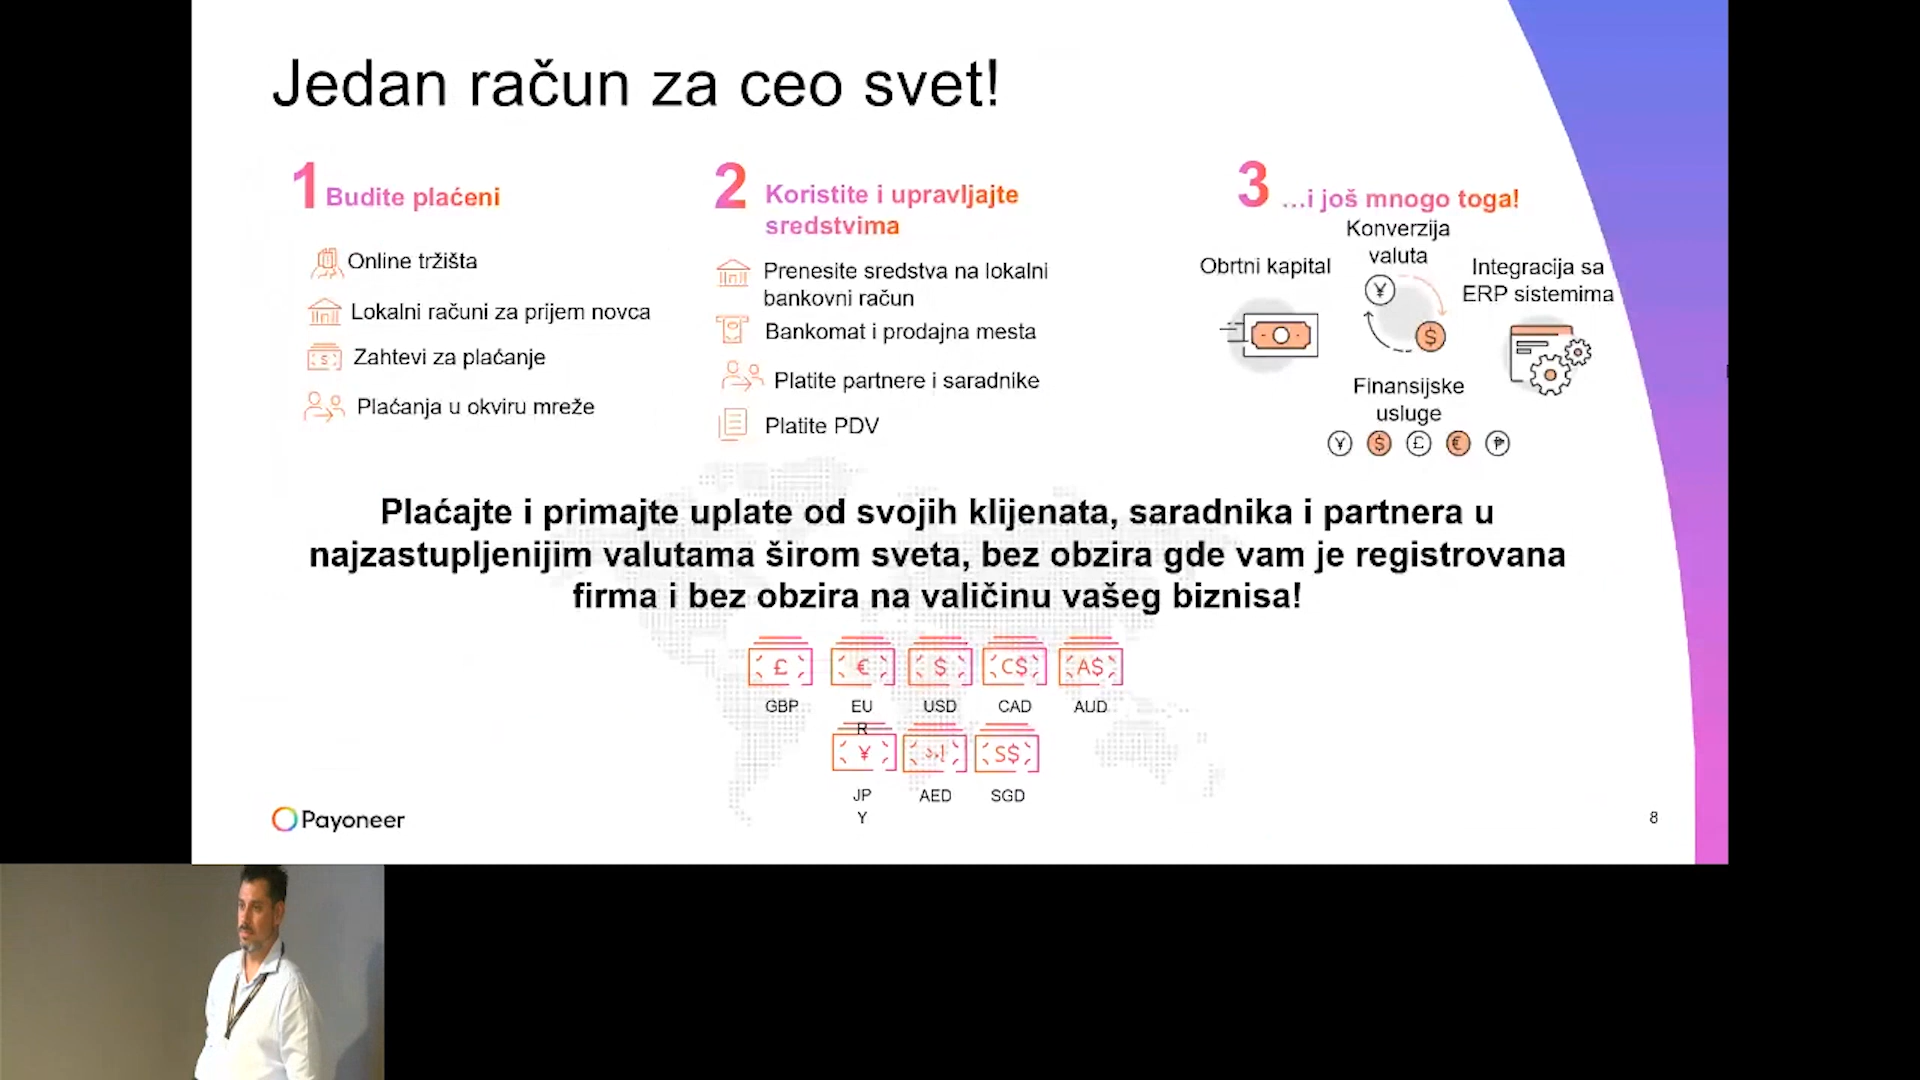 Jedan račun za ceo svet!
1 Budite plaćeni
Online tržišta
Lokalni računi za prijem novca
Zahtevi za plaćanje
Plaćanja u okviru mreže
2 Koristite i upravljajte
sredstvima
Prenesite sredstva na lokalni
bankovni račun
Bankomat i prodajna mesta
Platite partnere i saradnike
Platite PDV
3 ...i još mnogo toga!
Obrtni kapital
Konverzija
valuta
¥
$
Integracija sa
ERP sistemima
Finansijske
usluge
¥ $ £ € ₱
Plaćajte i primajte uplate od svojih klijenata, saradnika i partnera u
najzastupljenijim valutama širom sveta, bez obzira gde vam je registrovana
firma i bez obzira na valičinu vašeg biznisa!
£ € $ C$ A$
GBP EU USD CAD AUD
R
¥ د.إ S$
JP AED SGD
Y
Payoneer
8